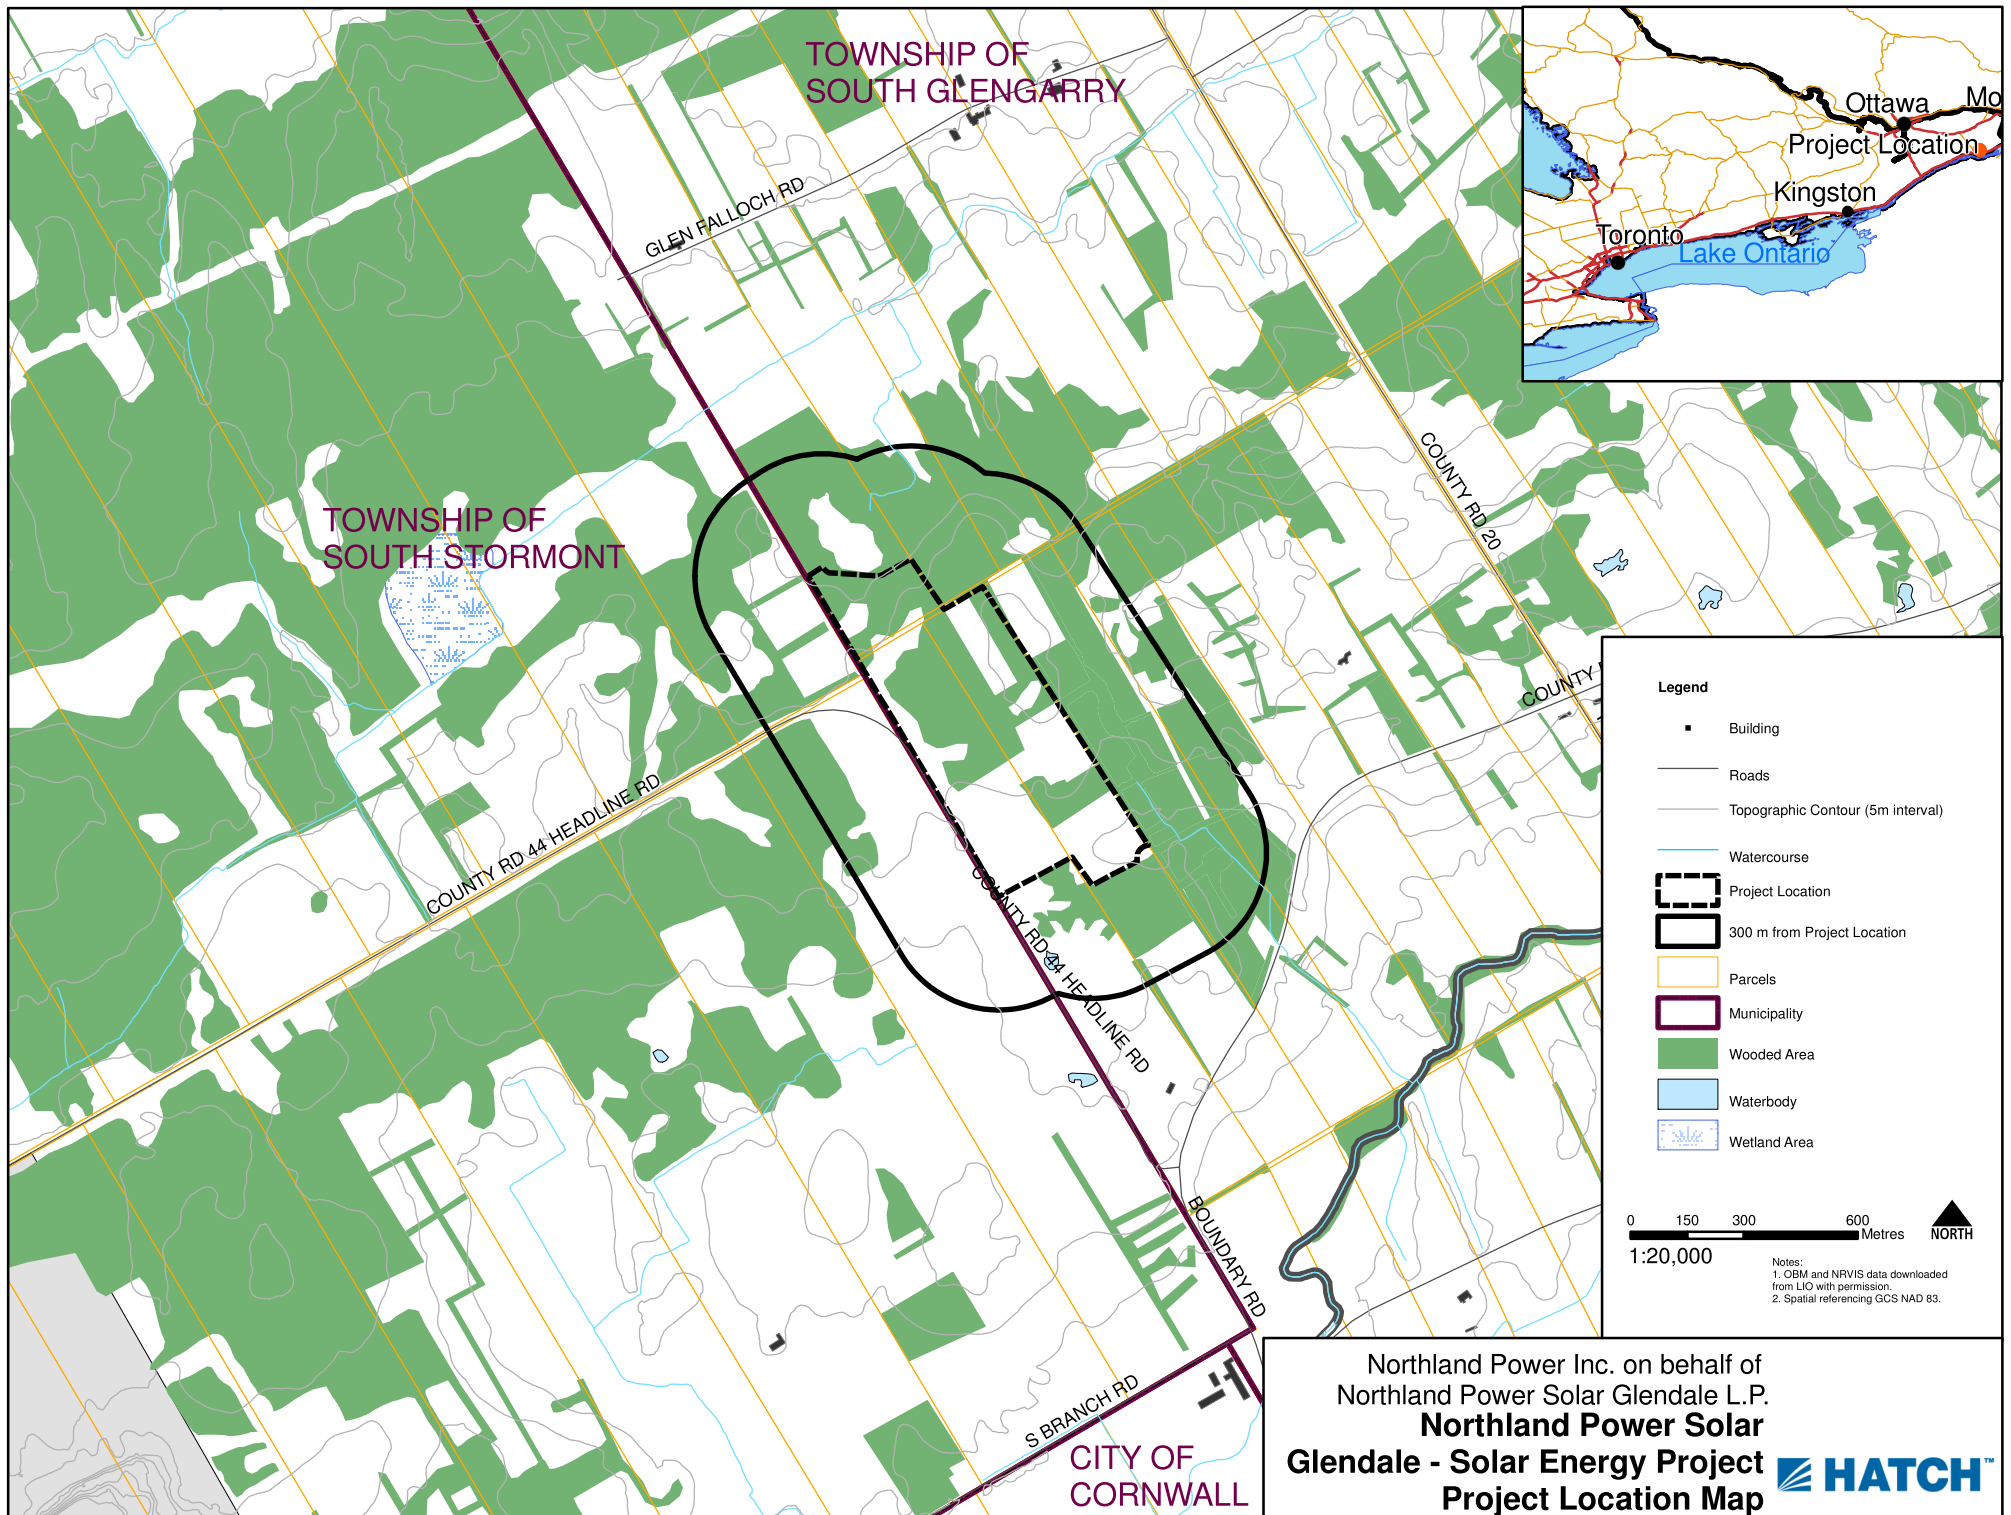 TOWNSHIP OF
SOUTH GLENGARRY
GLEN FALLOCH RD
TOWNSHIP OF
SOUTH STORMONT
COUNTY RD 20
COUNTY RD 44 HEADLINE RD
COUNTY RD 44 HEADLINE RD
BOUNDARY RD
S BRANCH RD
CITY OF
CORNWALL
COUNTY
Ottawa
Mo
Project Location
Kingston
Toronto
Lake Ontario
Legend
Building
Roads
Topographic Contour (5m interval)
Watercourse
Project Location
300 m from Project Location
Parcels
Municipality
Wooded Area
Waterbody
Wetland Area
0 150 300 600
Metres
1:20,000
NORTH
Notes:
1. OBM and NRVIS data downloaded
from LIO with permission.
2. Spatial referencing GCS NAD 83.
Northland Power Inc. on behalf of
Northland Power Solar Glendale L.P.
Northland Power Solar
Glendale - Solar Energy Project
Project Location Map
HATCH™